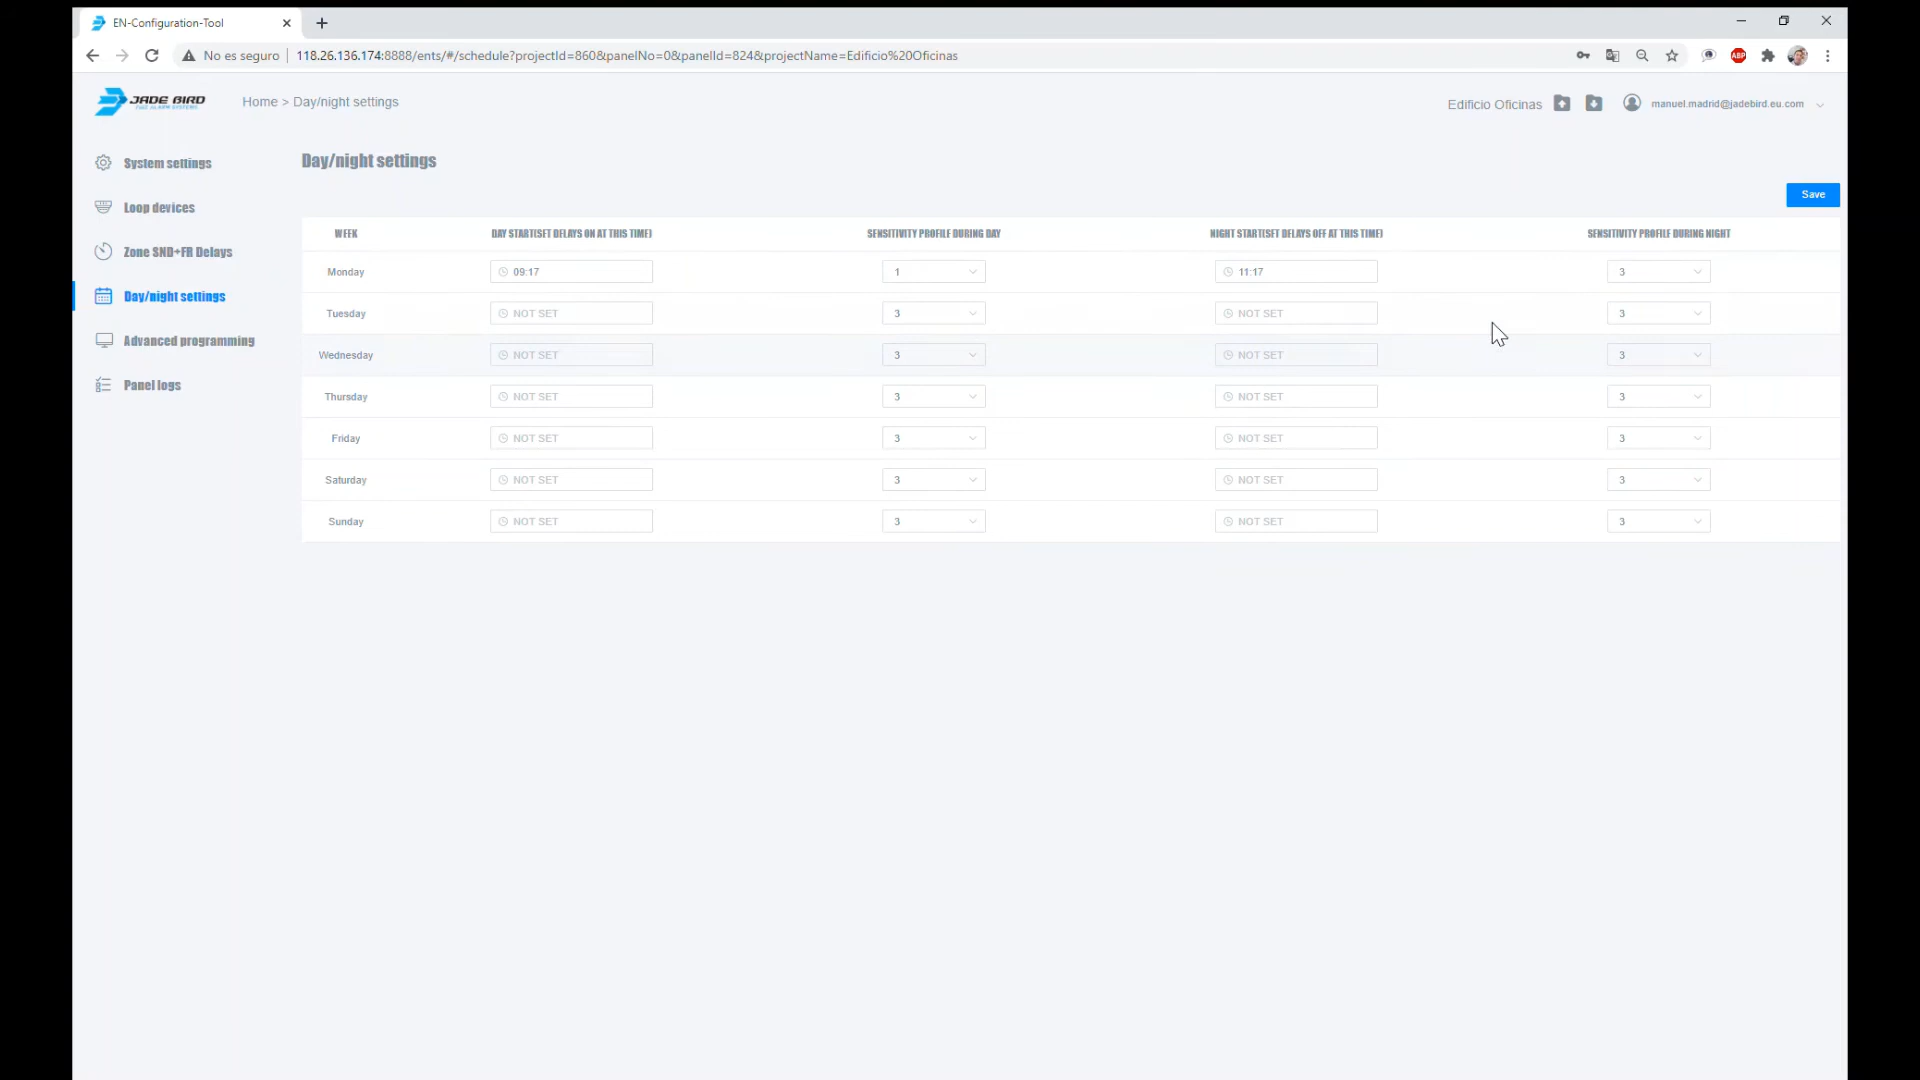 EN-Configuration-Tool
No es seguro
118.26.136.174:8888/ents/#/schedule?projectId=860&panelNo=0&panelId=824&projectName=Edificio%20Oficinas
ABP
JADE BIRD
FIRE ALARM SYSTEMS
Home > Day/night settings
Edificio Oficinas
manuel.madrid@jadebird.eu.com
System settings
Loop devices
Zone SND+FR Delays
Day/night settings
Advanced programming
Panel logs
Day/night settings
Save
WEEK DAY START(SET DELAYS ON AT THIS TIME) SENSITIVITY PROFILE DURING DAY NIGHT START(SET DELAYS OFF AT THIS TIME) SENSITIVITY PROFILE DURING NIGHT
Monday 09:17 1 11:17 3
Tuesday NOT SET 3 NOT SET 3
Wednesday NOT SET 3 NOT SET 3
Thursday NOT SET 3 NOT SET 3
Friday NOT SET 3 NOT SET 3
Saturday NOT SET 3 NOT SET 3
Sunday NOT SET 3 NOT SET 3